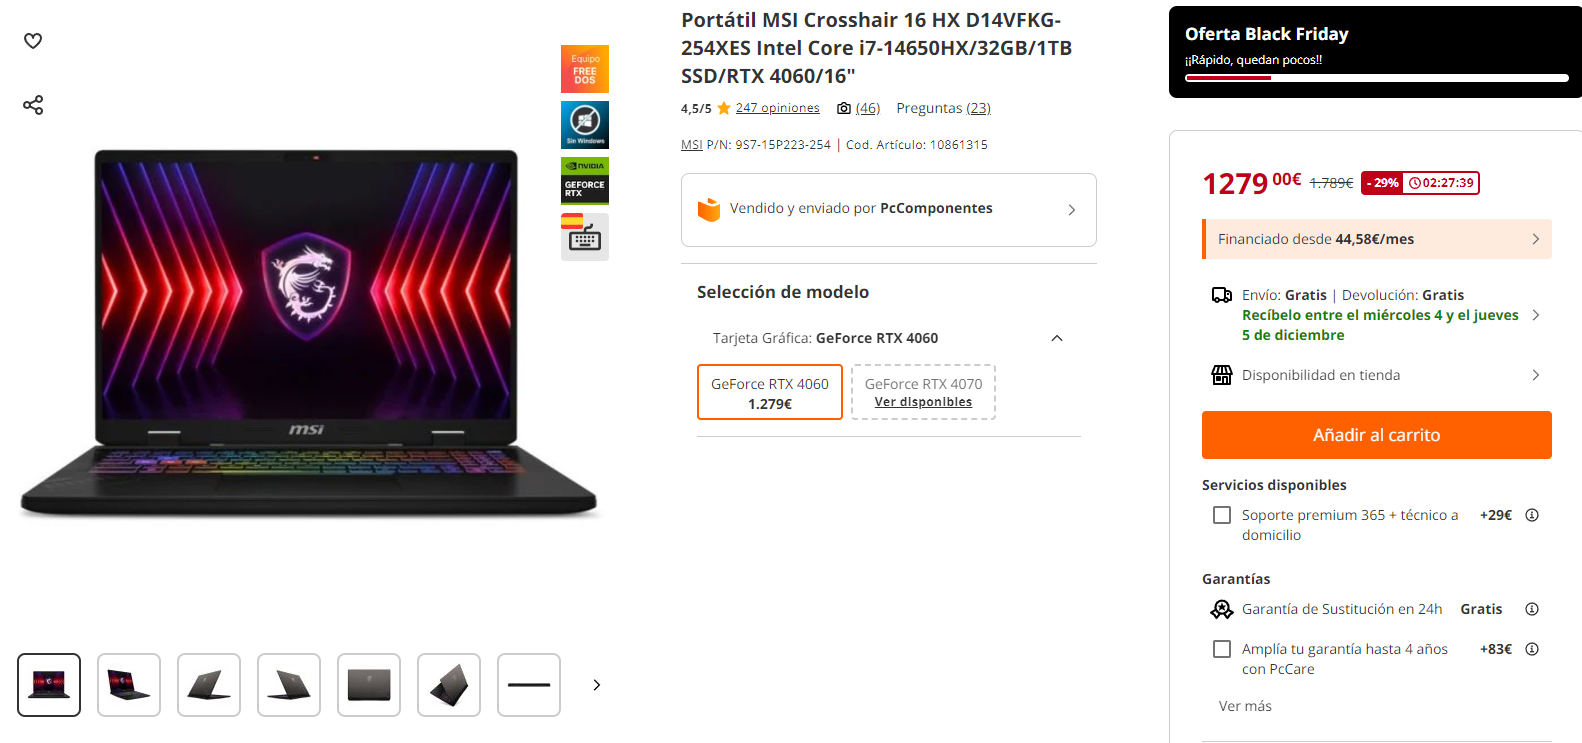 Equipo
FREE
DOS
Sin Windows
NVIDIA
GEFORCE
RTX
msi
Portátil MSI Crosshair 16 HX D14VFKG-
254XES Intel Core i7-14650HX/32GB/1TB
SSD/RTX 4060/16"
4,5/5 247 opiniones (46) Preguntas (23)
MSI P/N: 9S7-15P223-254 | Cod. Artículo: 10861315
Vendido y enviado por PcComponentes
Selección de modelo
Tarjeta Gráfica: GeForce RTX 4060
GeForce RTX 4060
1.279€
GeForce RTX 4070
Ver disponibles
Oferta Black Friday
¡¡Rápido, quedan pocos!!
1279 00€ 1.789€ - 29% 02:27:39
Financiado desde 44,58€/mes
Envío: Gratis | Devolución: Gratis
Recíbelo entre el miércoles 4 y el jueves
5 de diciembre
Disponibilidad en tienda
Añadir al carrito
Servicios disponibles
Soporte premium 365 + técnico a +29€
domicilio
Garantías
Garantía de Sustitución en 24h Gratis
Amplía tu garantía hasta 4 años +83€
con PcCare
Ver más